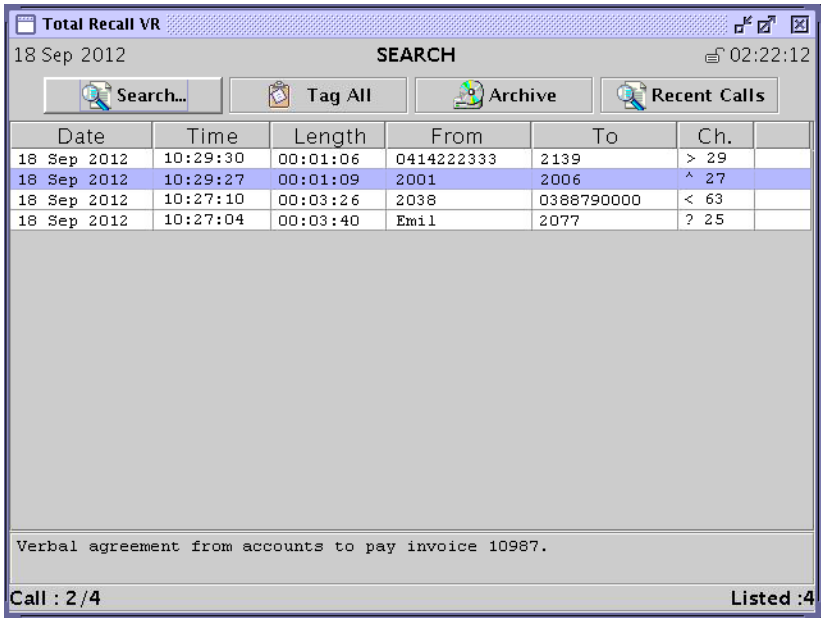 Total Recall VR
18 Sep 2012 SEARCH 02:22:12
Search... Tag All Archive Recent Calls
Date Time Length From To Ch.
18 Sep 2012 10:29:30 00:01:06 0414222333 2139 > 29
18 Sep 2012 10:29:27 00:01:09 2001 2006 ^ 27
18 Sep 2012 10:27:10 00:03:26 2038 0388790000 < 63
18 Sep 2012 10:27:04 00:03:40 Emil 2077 ? 25
Verbal agreement from accounts to pay invoice 10987.
Call : 2/4 Listed :4